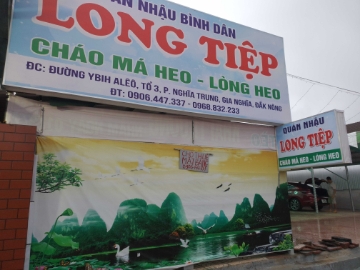 QUÁN NHẬU BÌNH DÂN
LONG TIỆP
CHÁO MÁ HEO - LÒNG HEO
ĐC: ĐƯỜNG YBIH ALÊÔ, TỔ 3, P. NGHĨA TRUNG, GIA NGHĨA, ĐẮK NÔNG
ĐT: 0906.447.337 - 0968.832.233
QUÁN NHẬU
LONG TIỆP
CHÁO MÁ HEO - LÒNG HEO